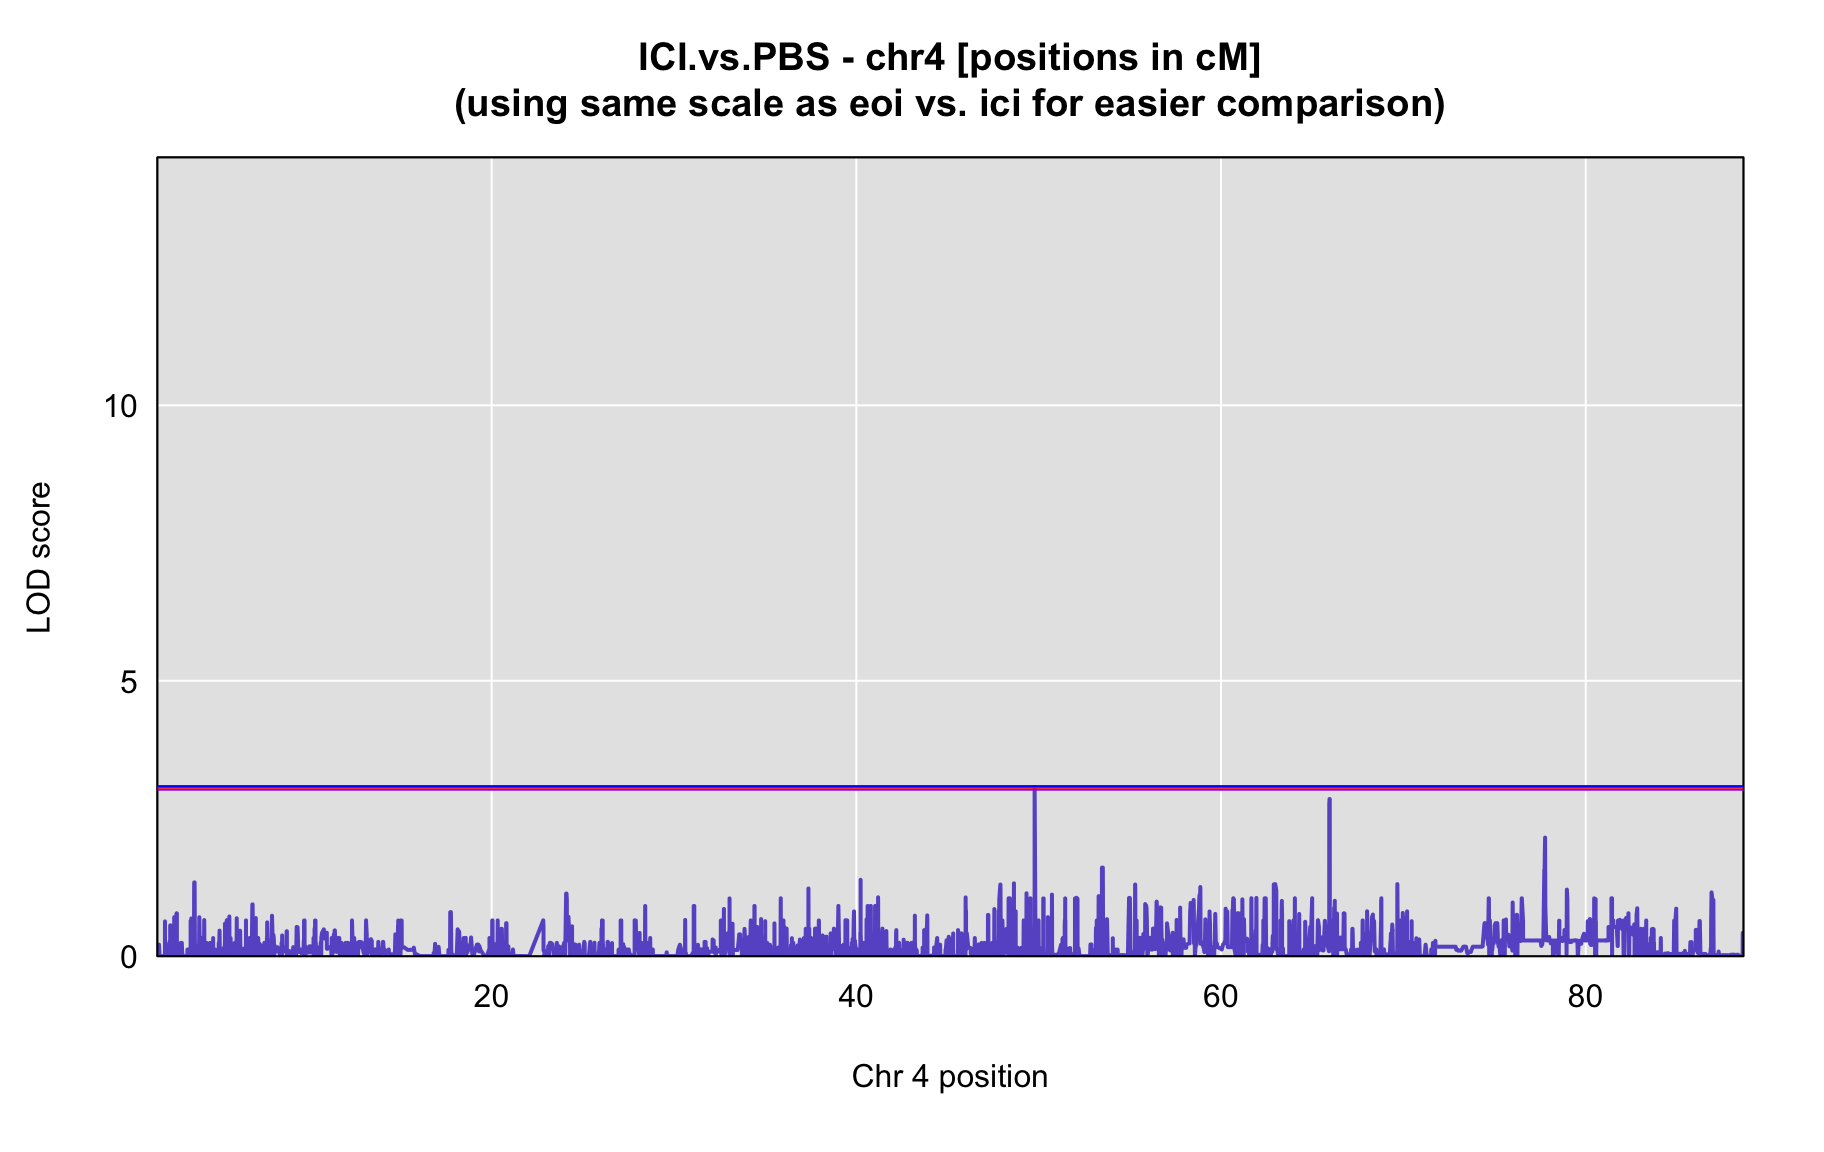 ICI.vs.PBS - chr4 [positions in cM]
(using same scale as eoi vs. ici for easier comparison)
10
5
0
LOD score
20 40 60 80
Chr 4 position